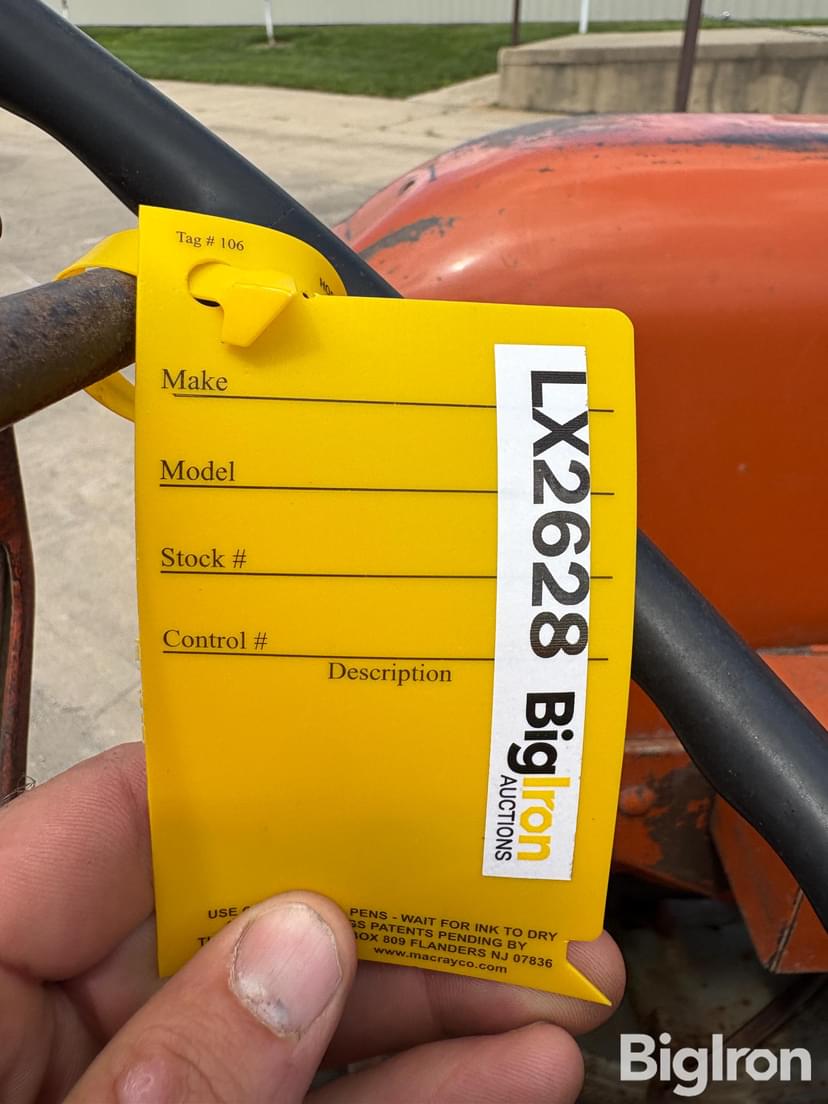 Tag # 106
Make
Model
Stock #
Control #
Description
LX2628 BigIron
AUCTIONS
USE PENS - WAIT FOR INK TO DRY
PATENTS PENDING BY
BOX 809 FLANDERS NJ 07836
www.macrayco.com
BigIron